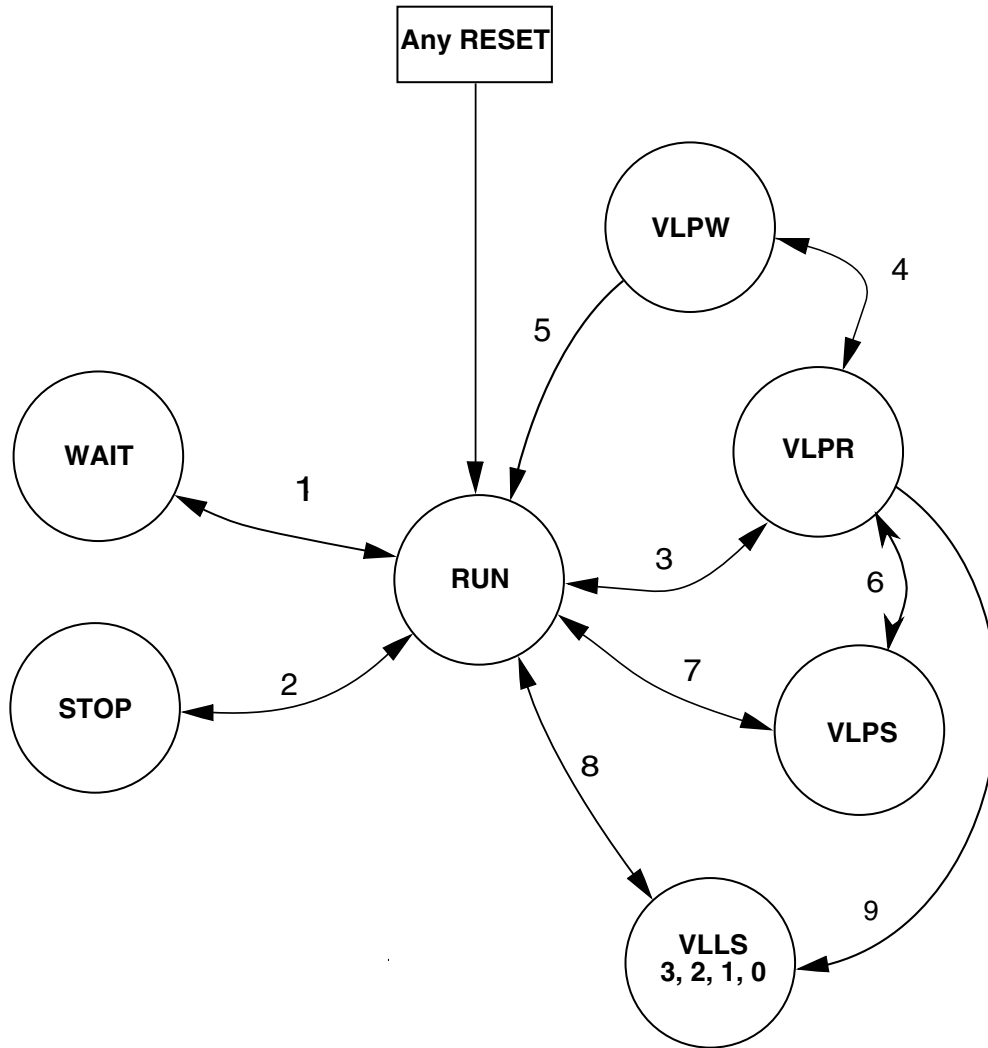 Any RESET
VLPW
4
5
WAIT
VLPR
1
3
RUN
6
7
2
STOP
VLPS
8
9
VLLS
3, 2, 1, 0